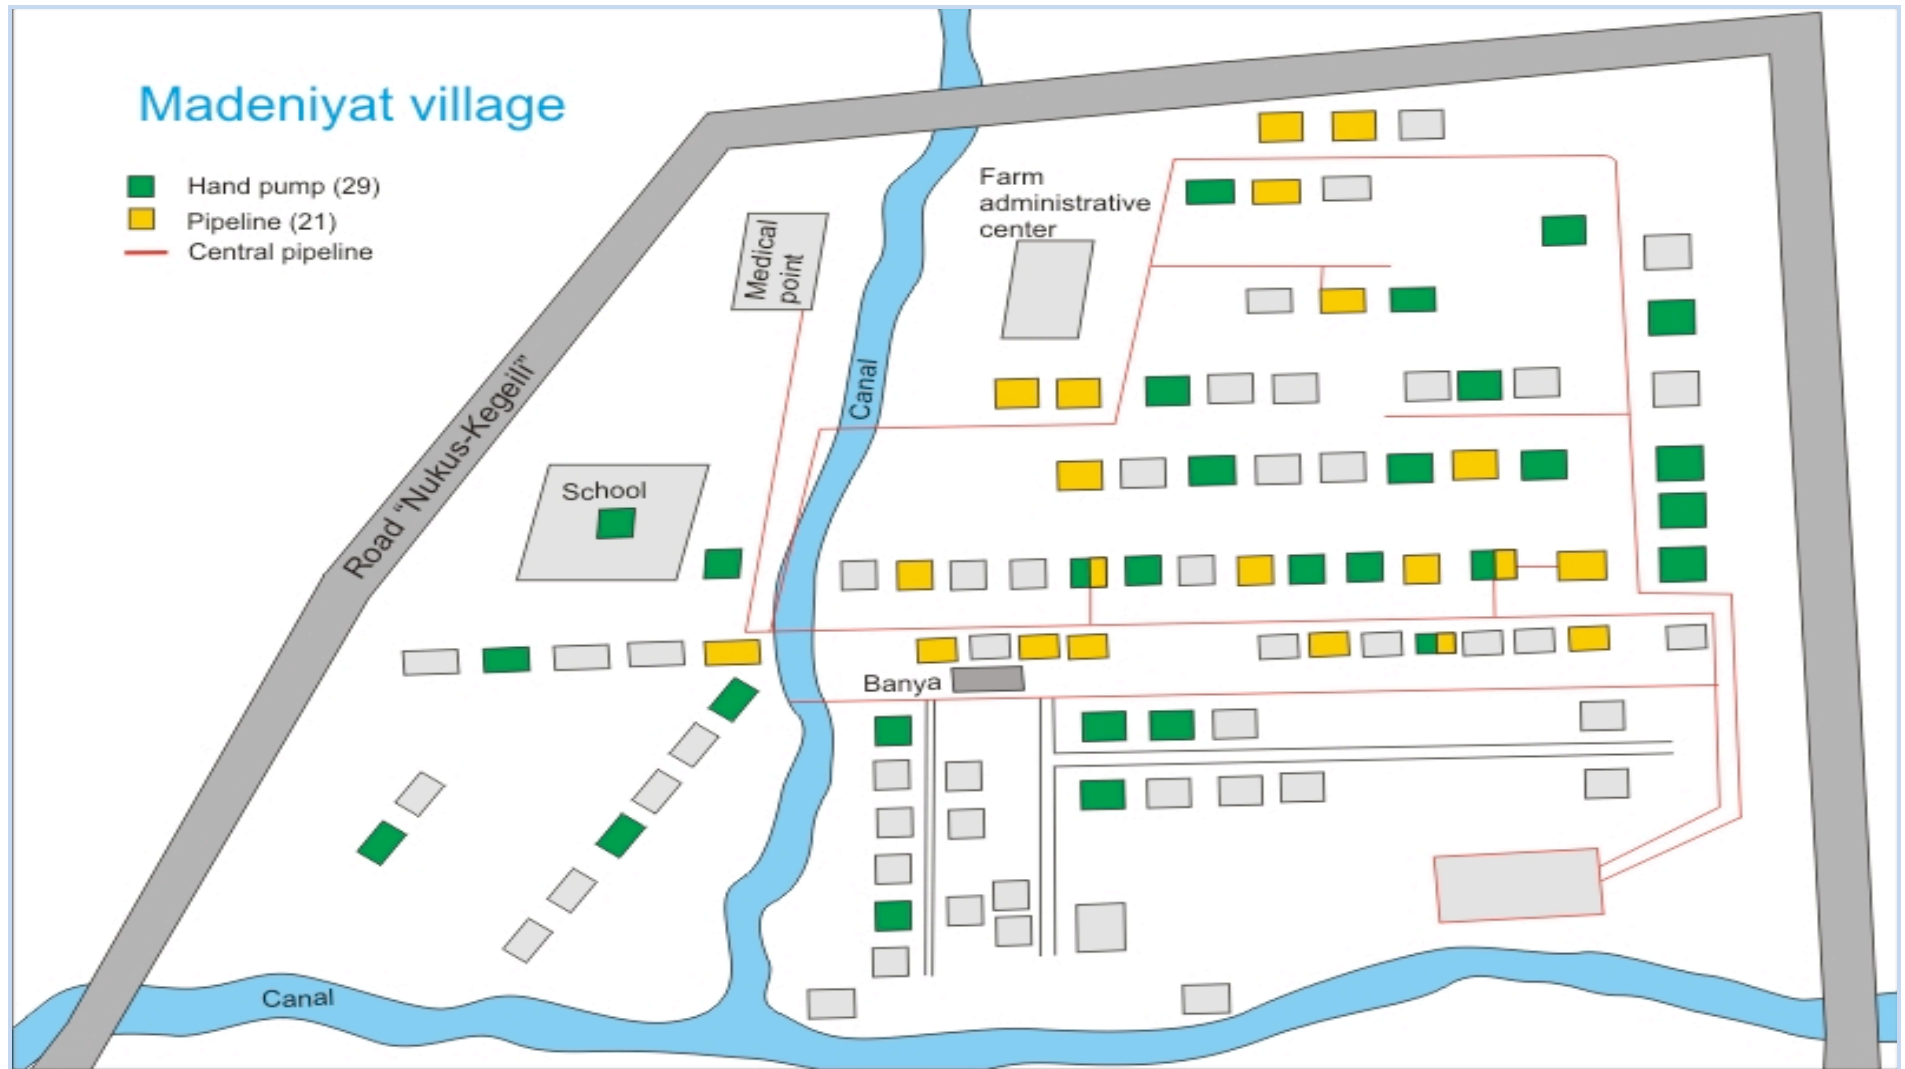 Madeniyat village
Hand pump (29)
Pipeline (21)
Central pipeline
Farm
administrative
center
Medical
point
Canal
Road “Nukus-Kegeili”
School
Banya
Canal